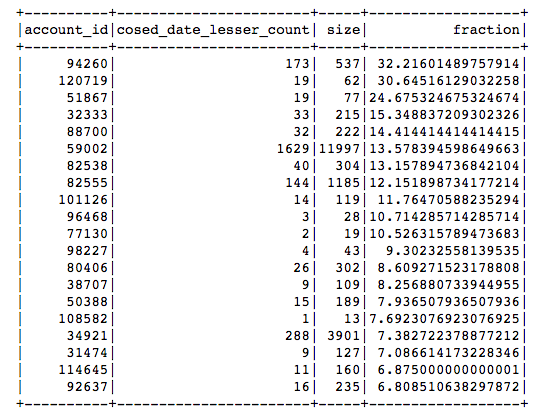 +----------+-----------------------+-----+------------------+
|account_id|cosed_date_lesser_count| size|          fraction|
+----------+-----------------------+-----+------------------+
|     94260|                    173|  537| 32.21601489757914|
|    120719|                     19|   62| 30.64516129032258|
|     51867|                     19|   77|24.675324675324674|
|     32333|                     33|  215|15.348837209302326|
|     88700|                     32|  222|14.414414414414415|
|     59002|                   1629|11997|13.578394598649663|
|     82538|                     40|  304|13.157894736842104|
|     82555|                    144| 1185|12.151898734177214|
|    101126|                     14|  119| 11.76470588235294|
|     96468|                      3|   28|10.714285714285714|
|     77130|                      2|   19|10.526315789473683|
|     98227|                      4|   43|  9.30232558139535|
|     80406|                     26|  302| 8.609271523178808|
|     38707|                      9|  109| 8.256880733944955|
|     50388|                     15|  189| 7.936507936507936|
|    108582|                      1|   13|7.6923076923076925|
|     34921|                    288| 3901| 7.382722378877212|
|     31474|                      9|  127| 7.086614173228346|
|    114645|                     11|  160| 6.875000000000001|
|     92637|                     16|  235| 6.808510638297872|
+----------+-----------------------+-----+------------------+